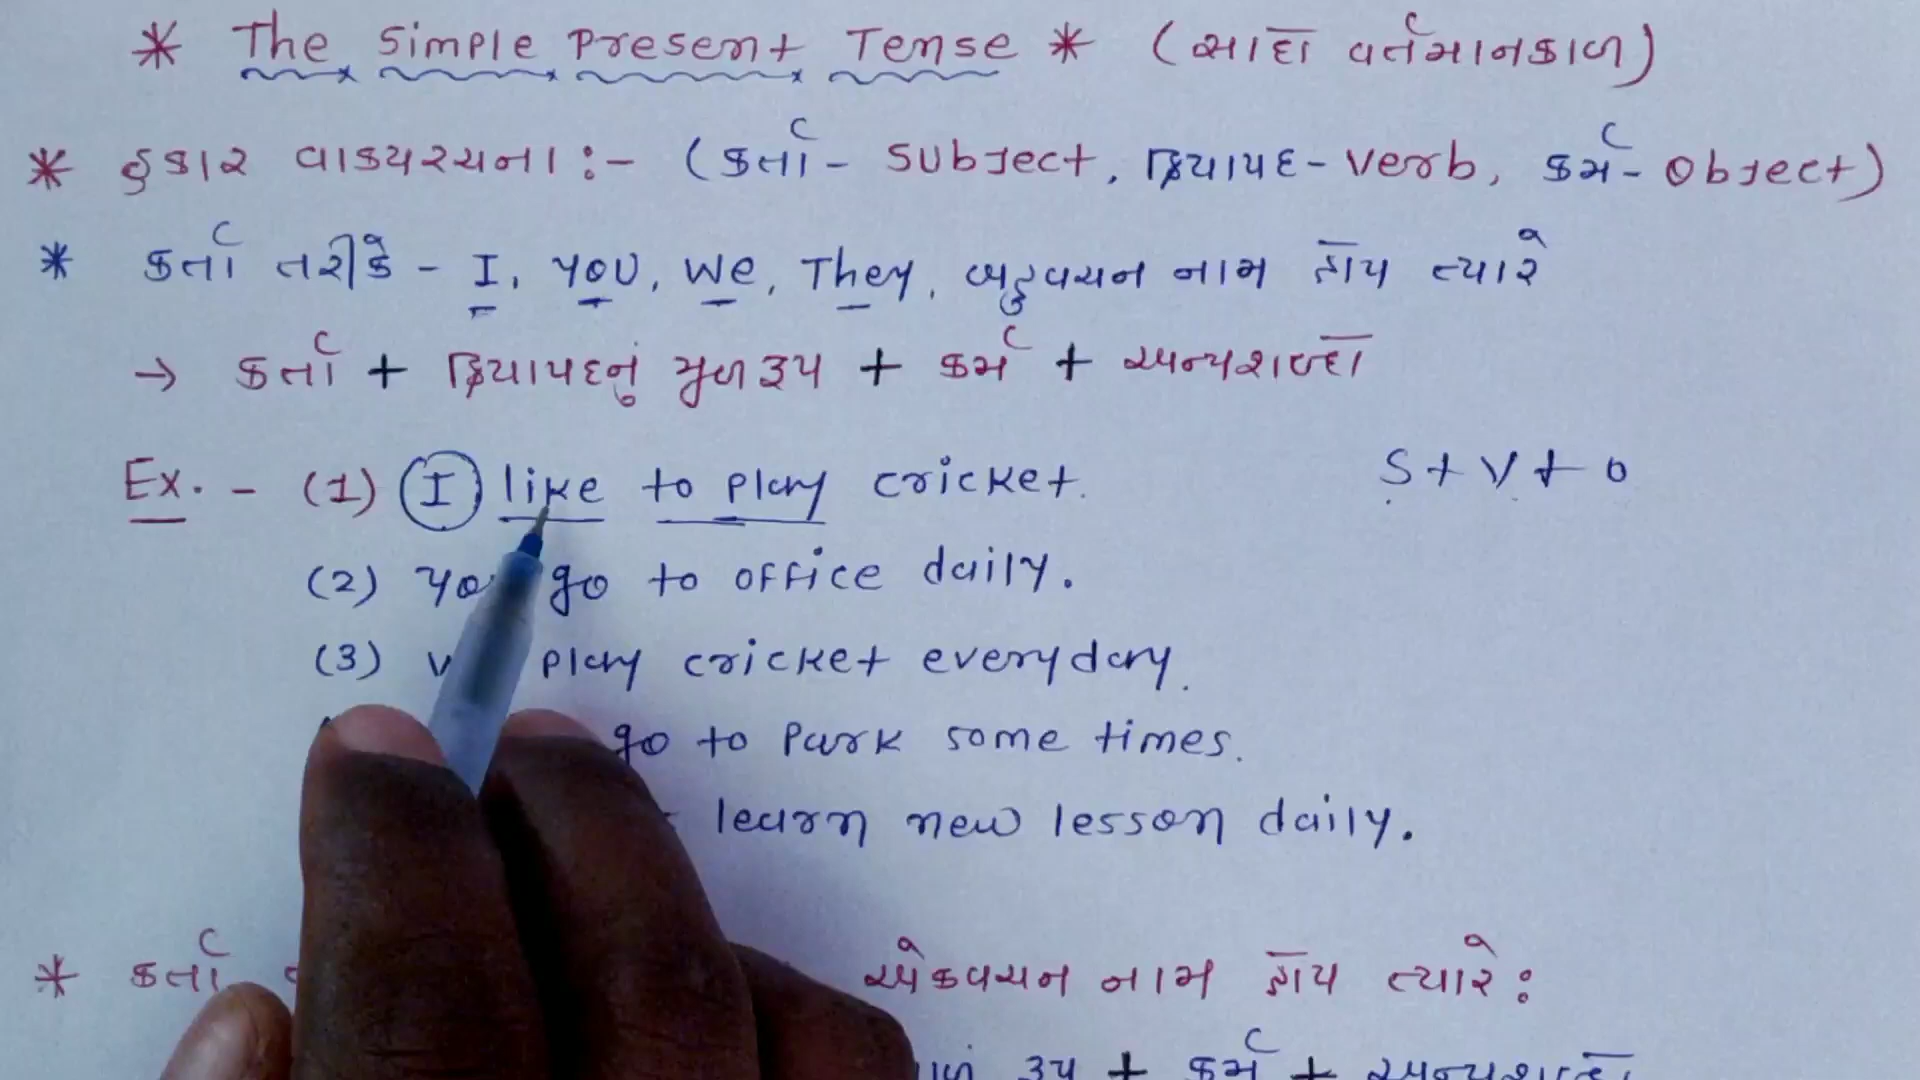 * The Simple Present Tense * (સાદો વર્તમાનકાળ)
* હકાર વાક્યરચના :- (કર્તા - Subject, ક્રિયાપદ - Verb, કર્મ - Object)
* કર્તા તરીકે - I, you, we, They, બહુવચન નામ હોય ત્યારે
→ કર્તા + ક્રિયાપદનું મુળરૂપ + કર્મ + અન્યશબ્દો
Ex. - (1) I like to play cricket. S + V + O
(2) go to office daily.
(3) play cricket everyday.
go to park some times.
learn new lesson daily.
* કર્તા એકવચન નામ હોય ત્યારે :
રૂપ + કર્મ + અન્યશબ્દો